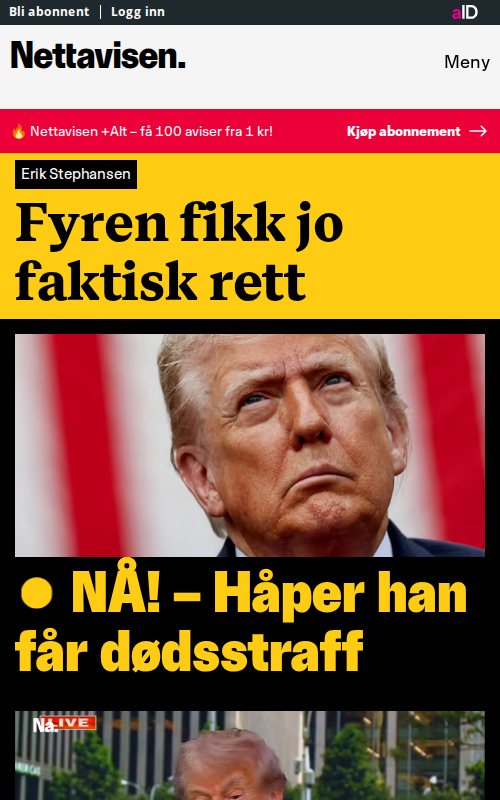 Bli abonnent | Logg inn
aID
Nettavisen.
Meny
🔥 Nettavisen +Alt – få 100 aviser fra 1 kr!
Kjøp abonnement →
Erik Stephansen
Fyren fikk jo
faktisk rett
● NÅ! – Håper han
får dødsstraff
Nå. LIVE